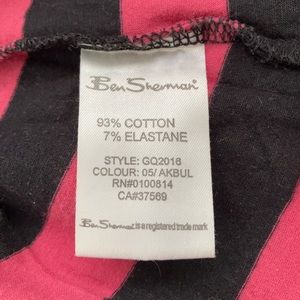 Ben Sherman
93% COTTON
7% ELASTANE
STYLE: GQ2016
COLOUR: 05/ AKBUL
RN#0100814
CA#37569
Ben Sherman is a registered trade mark